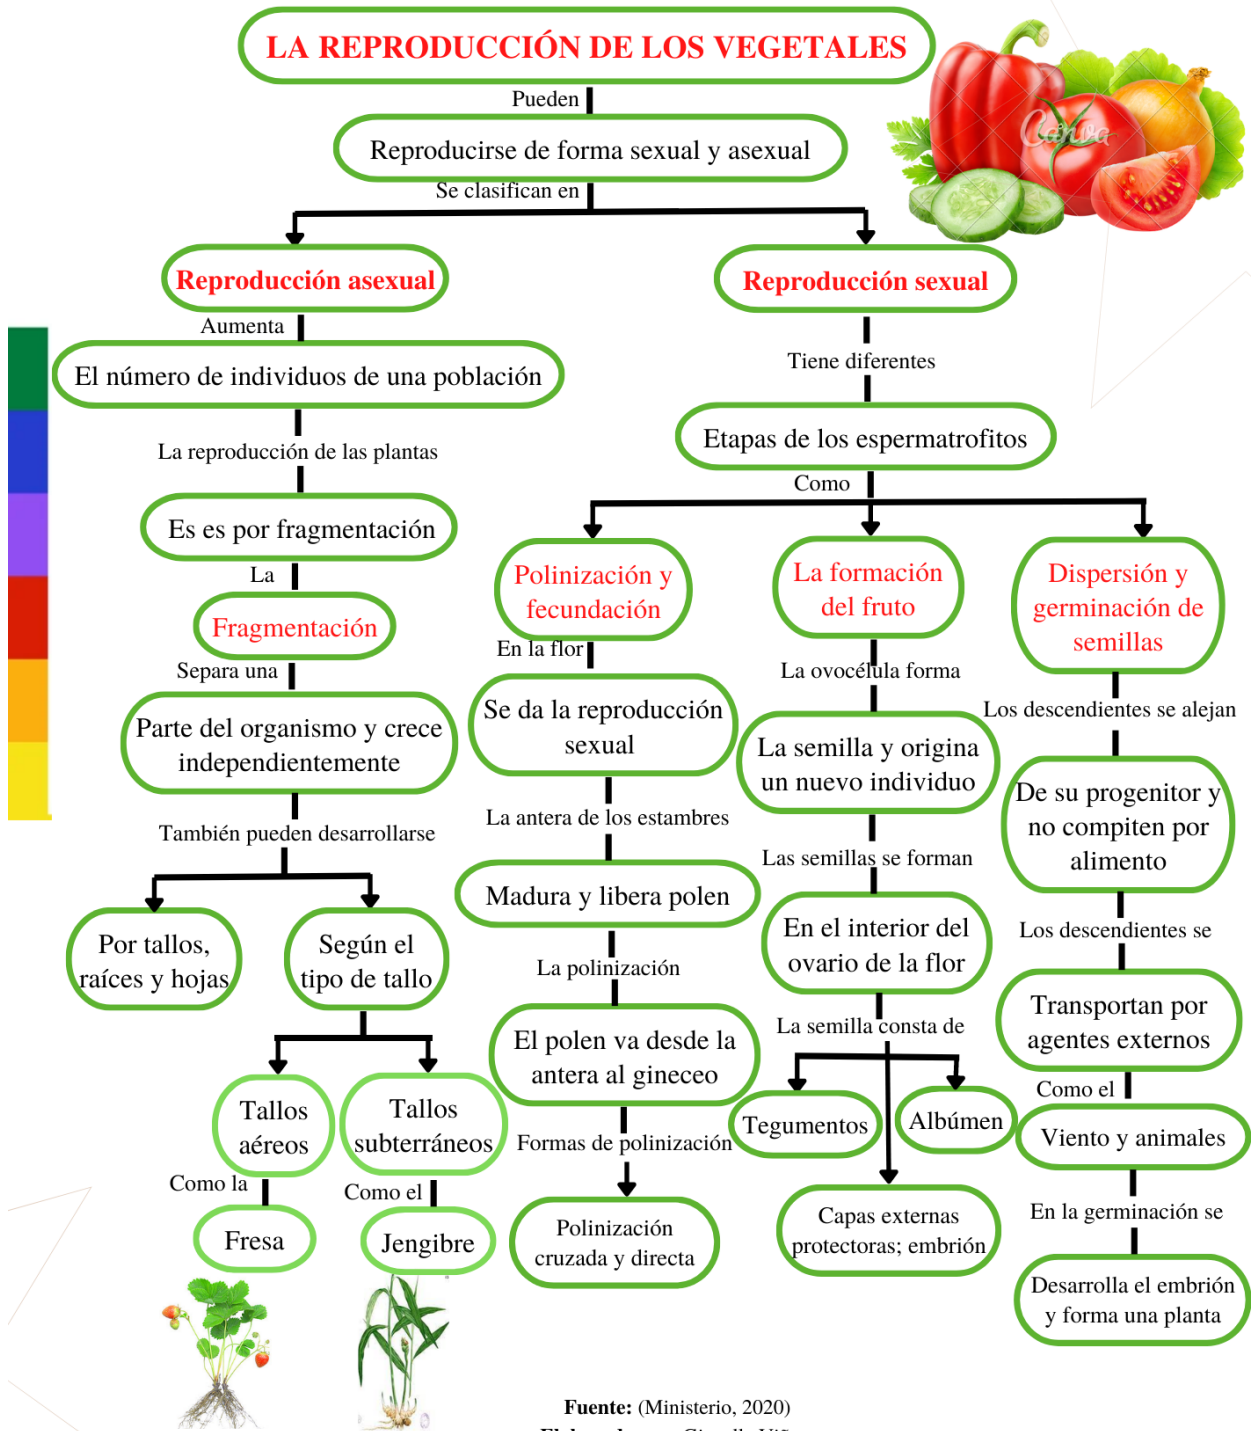 LA REPRODUCCIÓN DE LOS VEGETALES
Pueden
Reproducirse de forma sexual y asexual
Se clasifican en
Canva
Reproducción asexual
Aumenta
El número de individuos de una población
La reproducción de las plantas
Es es por fragmentación
La
Fragmentación
Separa una
Parte del organismo y crece
independientemente
También pueden desarrollarse
Por tallos,
raíces y hojas
Según el
tipo de tallo
Tallos
aéreos
Como la
Fresa
Tallos
subterráneos
Como el
Jengibre
Reproducción sexual
Tiene diferentes
Etapas de los espermatrofitos
Como
Polinización y
fecundación
En la flor
Se da la reproducción
sexual
La antera de los estambres
Madura y libera polen
La polinización
El polen va desde la
antera al gineceo
Formas de polinización
Polinización
cruzada y directa
La formación
del fruto
La ovocélula forma
La semilla y origina
un nuevo individuo
Las semillas se forman
En el interior del
ovario de la flor
La semilla consta de
Tegumentos
Albúmen
Capas externas
protectoras; embrión
Dispersión y
germinación de
semillas
Los descendientes se alejan
De su progenitor y
no compiten por
alimento
Los descendientes se
Transportan por
agentes externos
Como el
Viento y animales
En la germinación se
Desarrolla el embrión
y forma una planta
Fuente: (Ministerio, 2020)